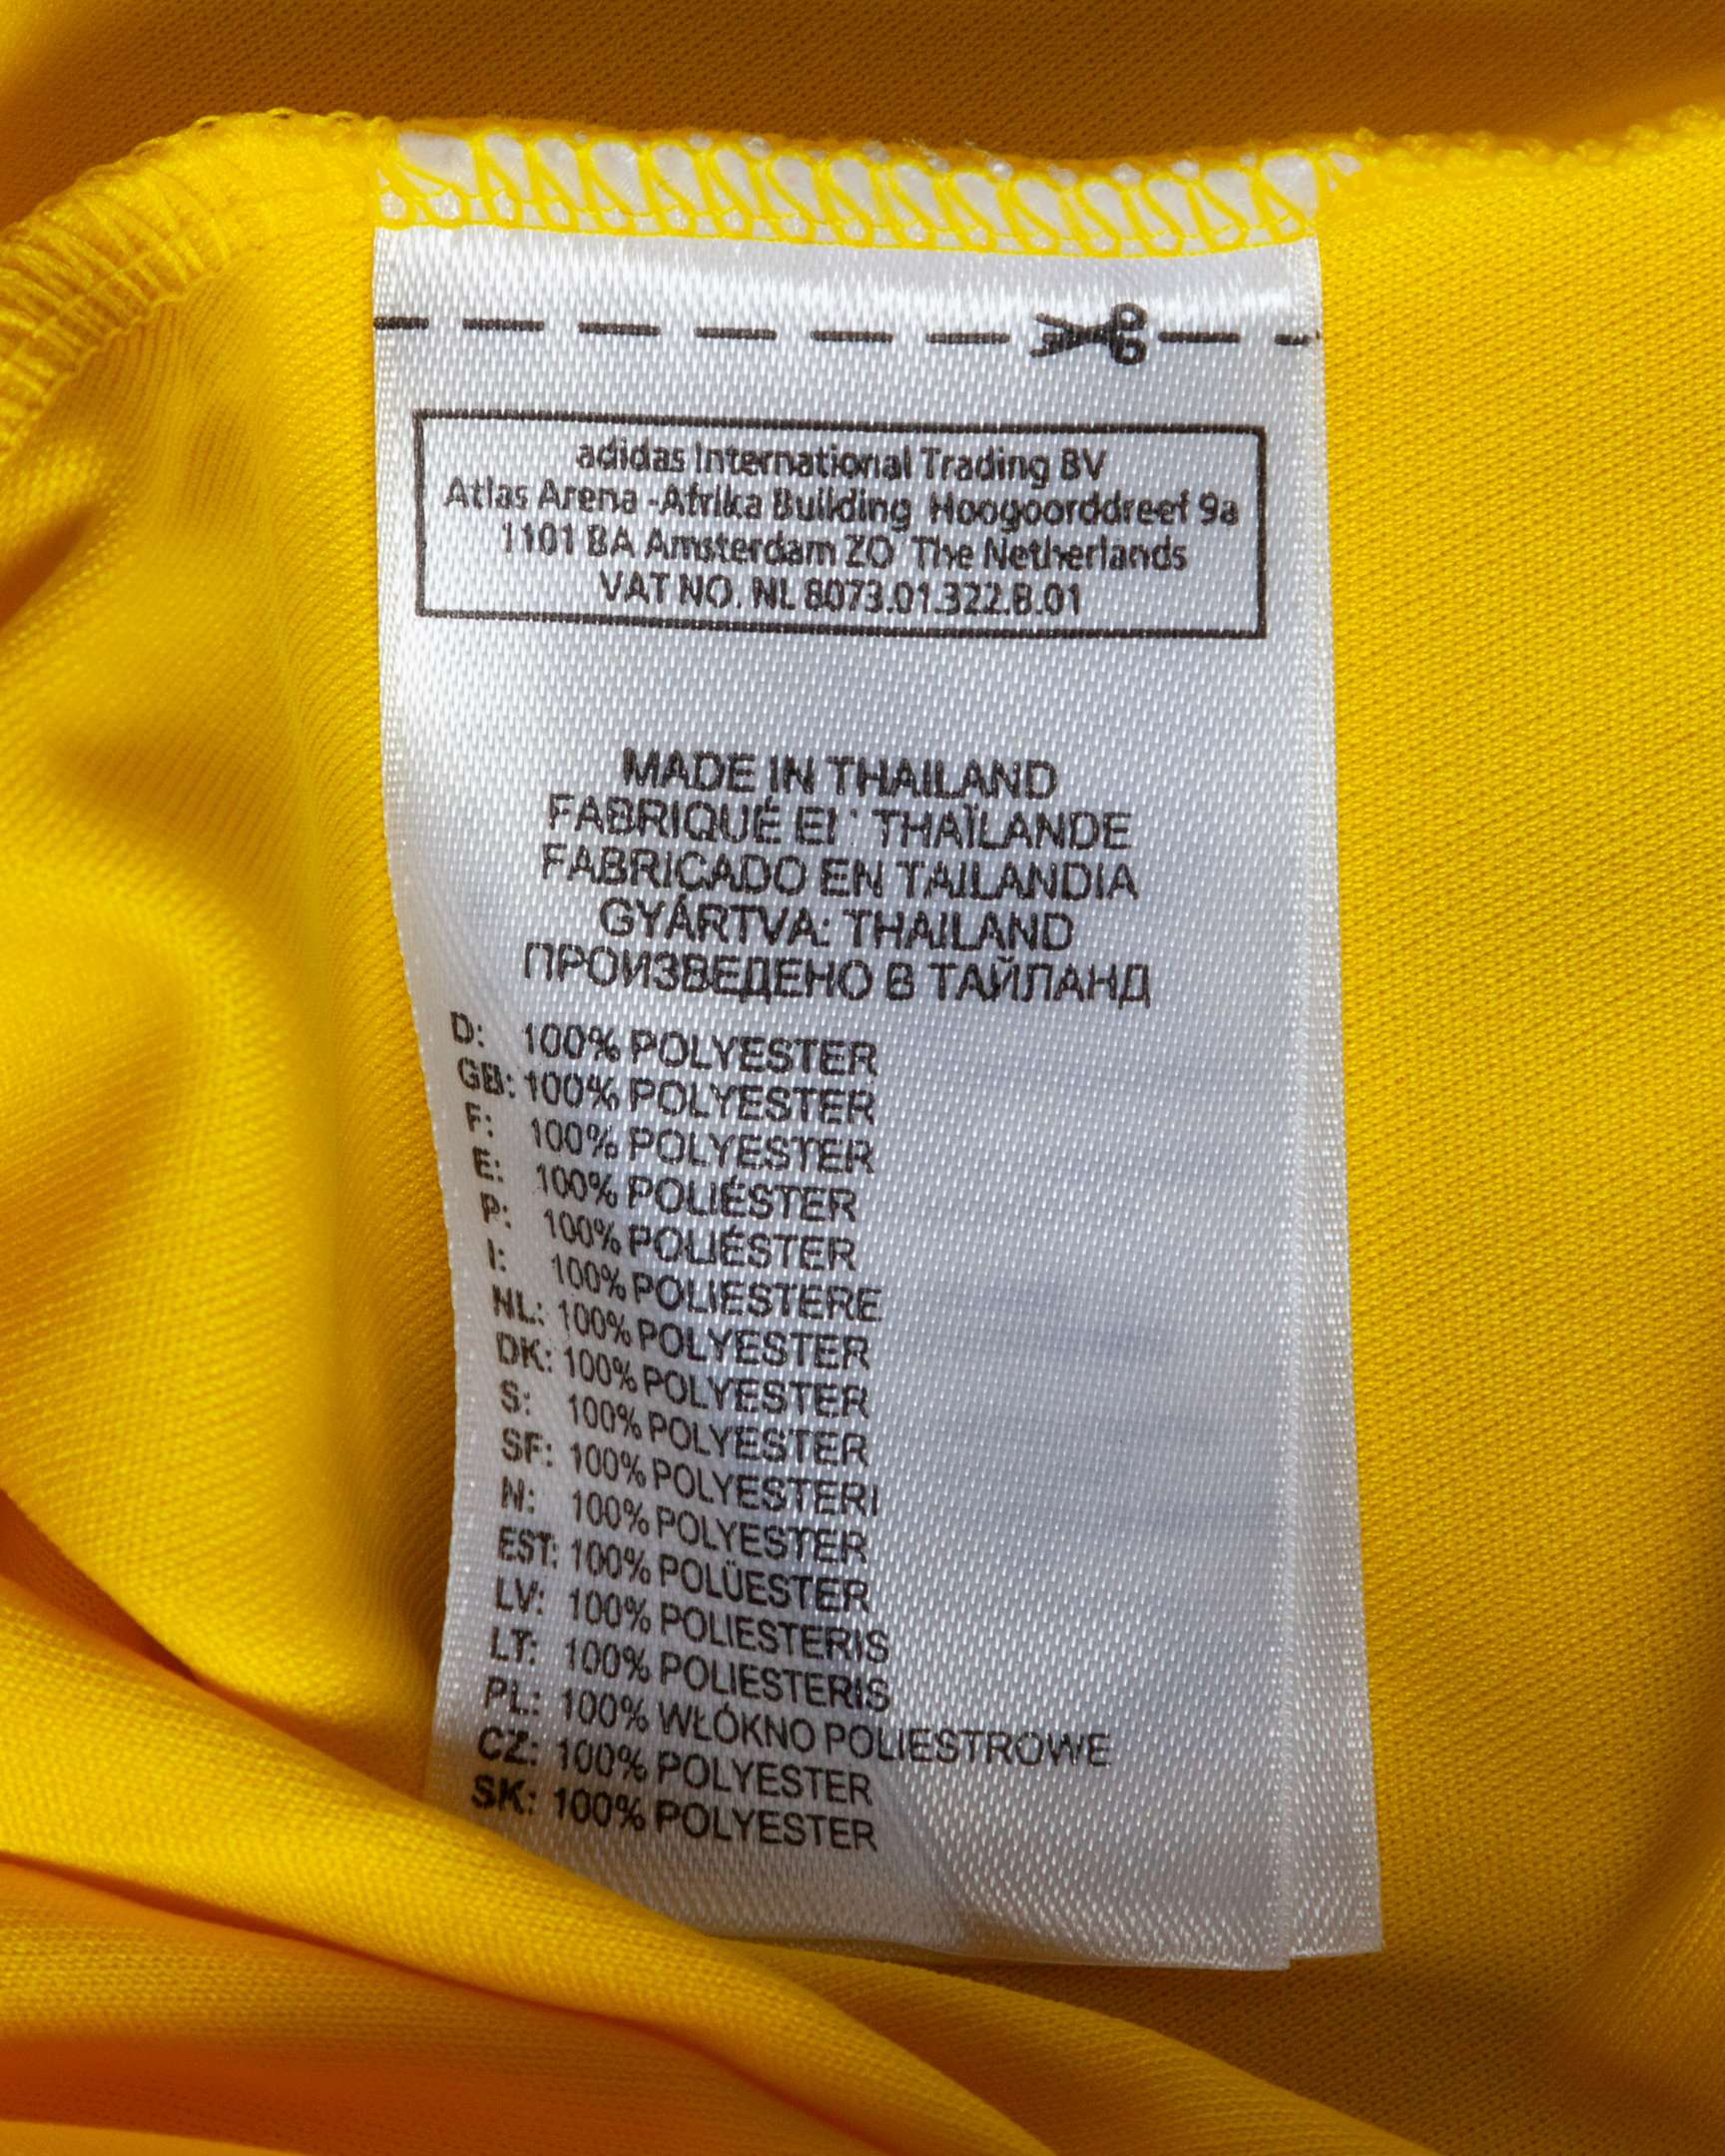 adidas International Trading BV
Atlas Arena -Afrika Building Hoogoorddreef 9a
1101 BA Amsterdam ZO The Netherlands
VAT NO. NL 8073.01.322.B.01
MADE IN THAILAND
FABRIQUÉ EN THAÏLANDE
FABRICADO EN TAILANDIA
GYÁRTVA: THAILAND
ПРОИЗВЕДЕНО В ТАЙЛАНД
D: 100% POLYESTER
GB: 100% POLYESTER
F: 100% POLYESTER
E: 100% POLIÉSTER
P: 100% POLIÉSTER
I: 100% POLIESTERE
NL: 100% POLYESTER
DK: 100% POLYESTER
S: 100% POLYESTER
SF: 100% POLYESTERI
N: 100% POLYESTER
EST: 100% POLÜESTER
LV: 100% POLIESTERIS
LT: 100% POLIESTERIS
PL: 100% WŁÓKNO POLIESTROWE
CZ: 100% POLYESTER
SK: 100% POLYESTER